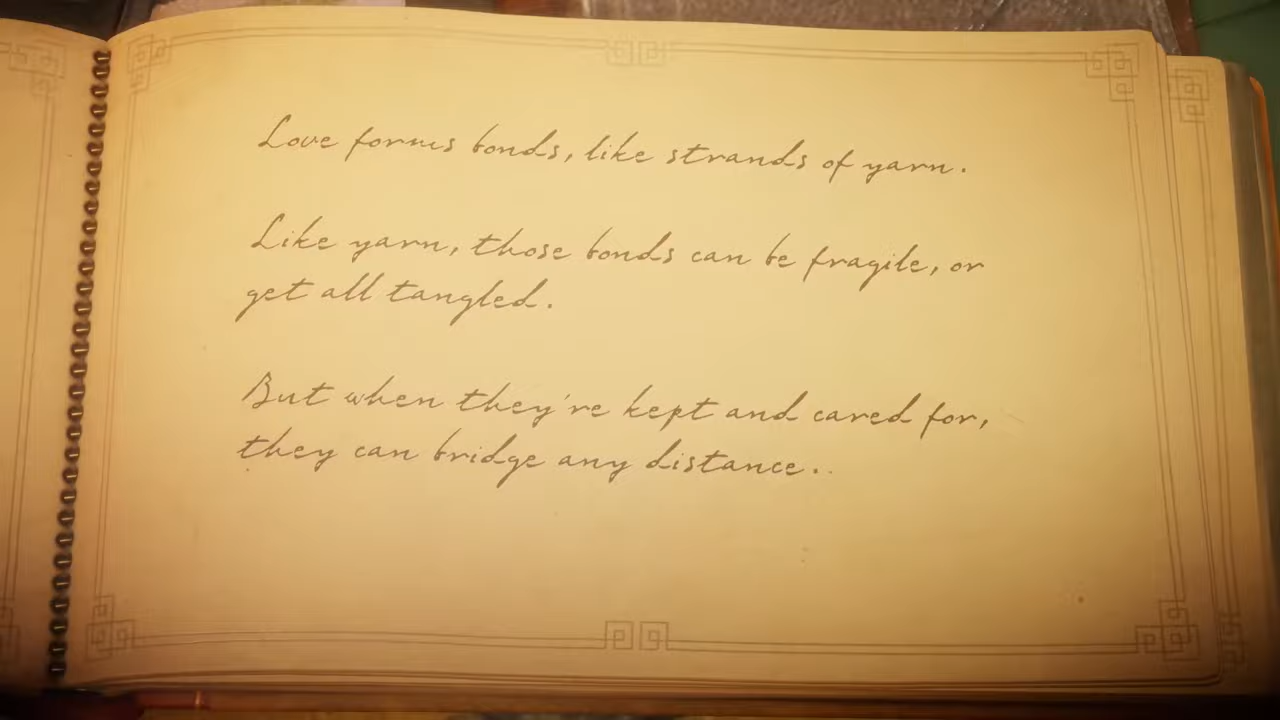 Love forms bonds, like strands of yarn.
Like yarn, those bonds can be fragile, or
get all tangled.
But when they're kept and cared for,
they can bridge any distance..